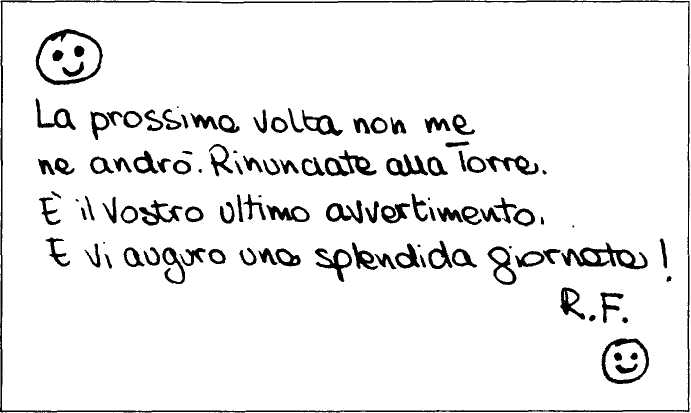 La prossima volta non me
ne andrò. Rinunciate alla Torre.
È il vostro ultimo avvertimento.
E vi auguro una splendida giornata!
R.F.